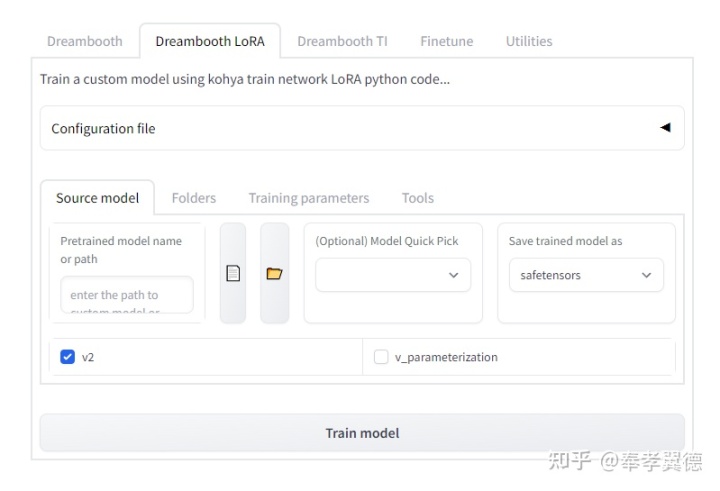 Dreambooth Dreambooth LoRA Dreambooth TI Finetune Utilities
Train a custom model using kohya train network LoRA python code...
Configuration file
Source model Folders Training parameters Tools
Pretrained model name
or path
(Optional) Model Quick Pick
Save trained model as
enter the path to
custom model or
safetensors
v2
v_parameterization
Train model
知乎 @奉孝翼德